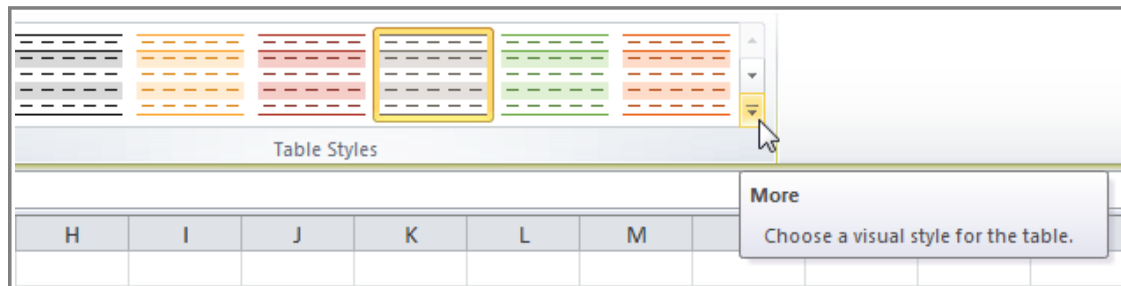 Table Styles
More
Choose a visual style for the table.
H I J K L M